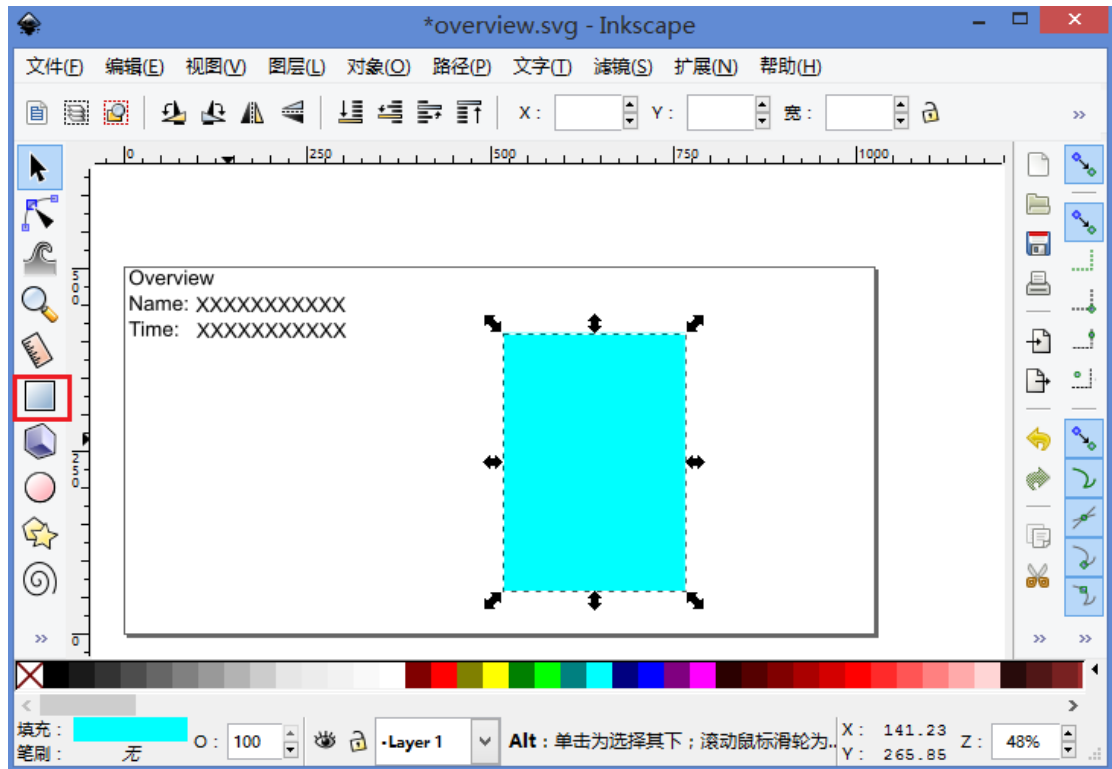 *overview.svg - Inkscape
文件(F) 编辑(E) 视图(V) 图层(L) 对象(O) 路径(P) 文字(T) 滤镜(S) 扩展(N) 帮助(H)
X: Y: 宽:
0 250 500 750 1000
500
250
0
Overview
Name: XXXXXXXXXXX
Time: XXXXXXXXXXX
填充: O: 100 ·Layer 1 Alt：单击为选择其下；滚动鼠标滑轮为.. X: 141.23 Z: 48%
笔刷: 无 Y: 265.85